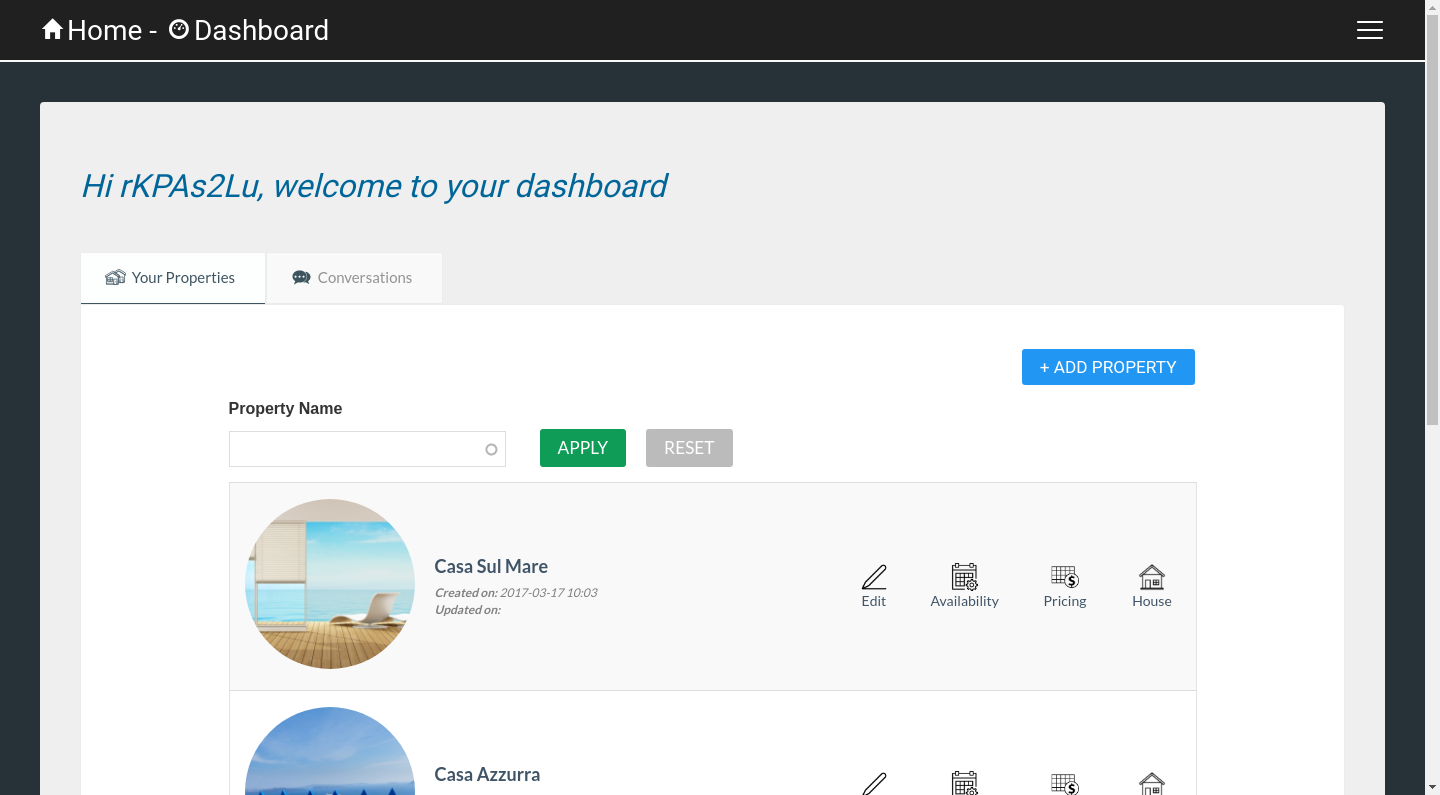 Home - Dashboard
Hi rKPAs2Lu, welcome to your dashboard
Your Properties
Conversations
+ ADD PROPERTY
Property Name
APPLY
RESET
Casa Sul Mare
Created on: 2017-03-17 10:03
Updated on:
Edit
Availability
Pricing
House
Casa Azzurra